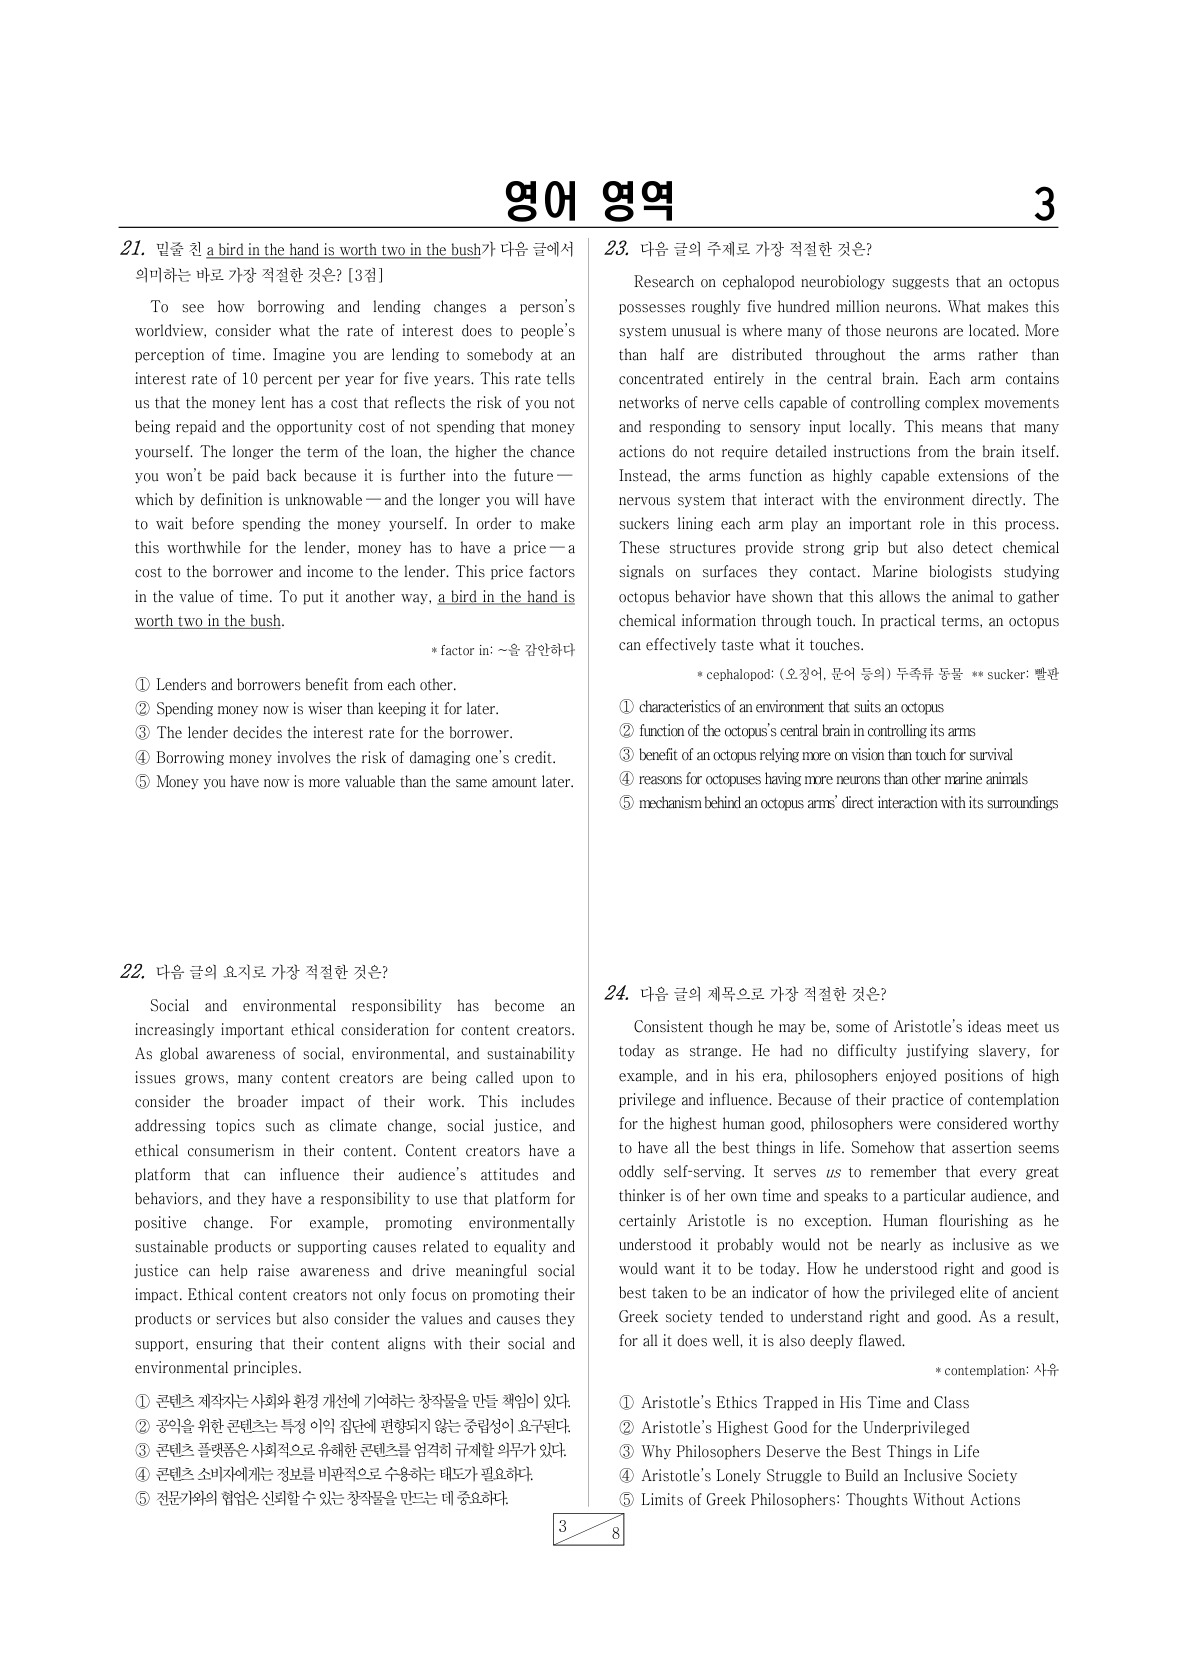 영어 영역
3
21. 밑줄 친 a bird in the hand is worth two in the bush가 다음 글에서
의미하는 바로 가장 적절한 것은? [3점]
To see how borrowing and lending changes a person's
worldview, consider what the rate of interest does to people's
perception of time. Imagine you are lending to somebody at an
interest rate of 10 percent per year for five years. This rate tells
us that the money lent has a cost that reflects the risk of you not
being repaid and the opportunity cost of not spending that money
yourself. The longer the term of the loan, the higher the chance
you won't be paid back because it is further into the future —
which by definition is unknowable — and the longer you will have
to wait before spending the money yourself. In order to make
this worthwhile for the lender, money has to have a price — a
cost to the borrower and income to the lender. This price factors
in the value of time. To put it another way, a bird in the hand is
worth two in the bush.
* factor in: ~을 감안하다
① Lenders and borrowers benefit from each other.
② Spending money now is wiser than keeping it for later.
③ The lender decides the interest rate for the borrower.
④ Borrowing money involves the risk of damaging one's credit.
⑤ Money you have now is more valuable than the same amount later.
22. 다음 글의 요지로 가장 적절한 것은?
Social and environmental responsibility has become an
increasingly important ethical consideration for content creators.
As global awareness of social, environmental, and sustainability
issues grows, many content creators are being called upon to
consider the broader impact of their work. This includes
addressing topics such as climate change, social justice, and
ethical consumerism in their content. Content creators have a
platform that can influence their audience's attitudes and
behaviors, and they have a responsibility to use that platform for
positive change. For example, promoting environmentally
sustainable products or supporting causes related to equality and
justice can help raise awareness and drive meaningful social
impact. Ethical content creators not only focus on promoting their
products or services but also consider the values and causes they
support, ensuring that their content aligns with their social and
environmental principles.
① 콘텐츠 제작자는 사회와 환경 개선에 기여하는 창작물을 만들 책임이 있다.
② 공익을 위한 콘텐츠는 특정 이익 집단에 편향되지 않는 중립성이 요구된다.
③ 콘텐츠 플랫폼은 사회적으로 유해한 콘텐츠를 엄격히 규제할 의무가 있다.
④ 콘텐츠 소비자에게는 정보를 비판적으로 수용하는 태도가 필요하다.
⑤ 전문가와의 협업은 신뢰할 수 있는 창작물을 만드는 데 중요하다.
23. 다음 글의 주제로 가장 적절한 것은?
Research on cephalopod neurobiology suggests that an octopus
possesses roughly five hundred million neurons. What makes this
system unusual is where many of those neurons are located. More
than half are distributed throughout the arms rather than
concentrated entirely in the central brain. Each arm contains
networks of nerve cells capable of controlling complex movements
and responding to sensory input locally. This means that many
actions do not require detailed instructions from the brain itself.
Instead, the arms function as highly capable extensions of the
nervous system that interact with the environment directly. The
suckers lining each arm play an important role in this process.
These structures provide strong grip but also detect chemical
signals on surfaces they contact. Marine biologists studying
octopus behavior have shown that this allows the animal to gather
chemical information through touch. In practical terms, an octopus
can effectively taste what it touches.
* cephalopod: (오징어, 문어 등의) 두족류 동물 ** sucker: 빨판
① characteristics of an environment that suits an octopus
② function of the octopus's central brain in controlling its arms
③ benefit of an octopus relying more on vision than touch for survival
④ reasons for octopuses having more neurons than other marine animals
⑤ mechanism behind an octopus arms' direct interaction with its surroundings
24. 다음 글의 제목으로 가장 적절한 것은?
Consistent though he may be, some of Aristotle's ideas meet us
today as strange. He had no difficulty justifying slavery, for
example, and in his era, philosophers enjoyed positions of high
privilege and influence. Because of their practice of contemplation
for the highest human good, philosophers were considered worthy
to have all the best things in life. Somehow that assertion seems
oddly self-serving. It serves us to remember that every great
thinker is of her own time and speaks to a particular audience, and
certainly Aristotle is no exception. Human flourishing as he
understood it probably would not be nearly as inclusive as we
would want it to be today. How he understood right and good is
best taken to be an indicator of how the privileged elite of ancient
Greek society tended to understand right and good. As a result,
for all it does well, it is also deeply flawed.
* contemplation: 사유
① Aristotle's Ethics Trapped in His Time and Class
② Aristotle's Highest Good for the Underprivileged
③ Why Philosophers Deserve the Best Things in Life
④ Aristotle's Lonely Struggle to Build an Inclusive Society
⑤ Limits of Greek Philosophers: Thoughts Without Actions
3
8